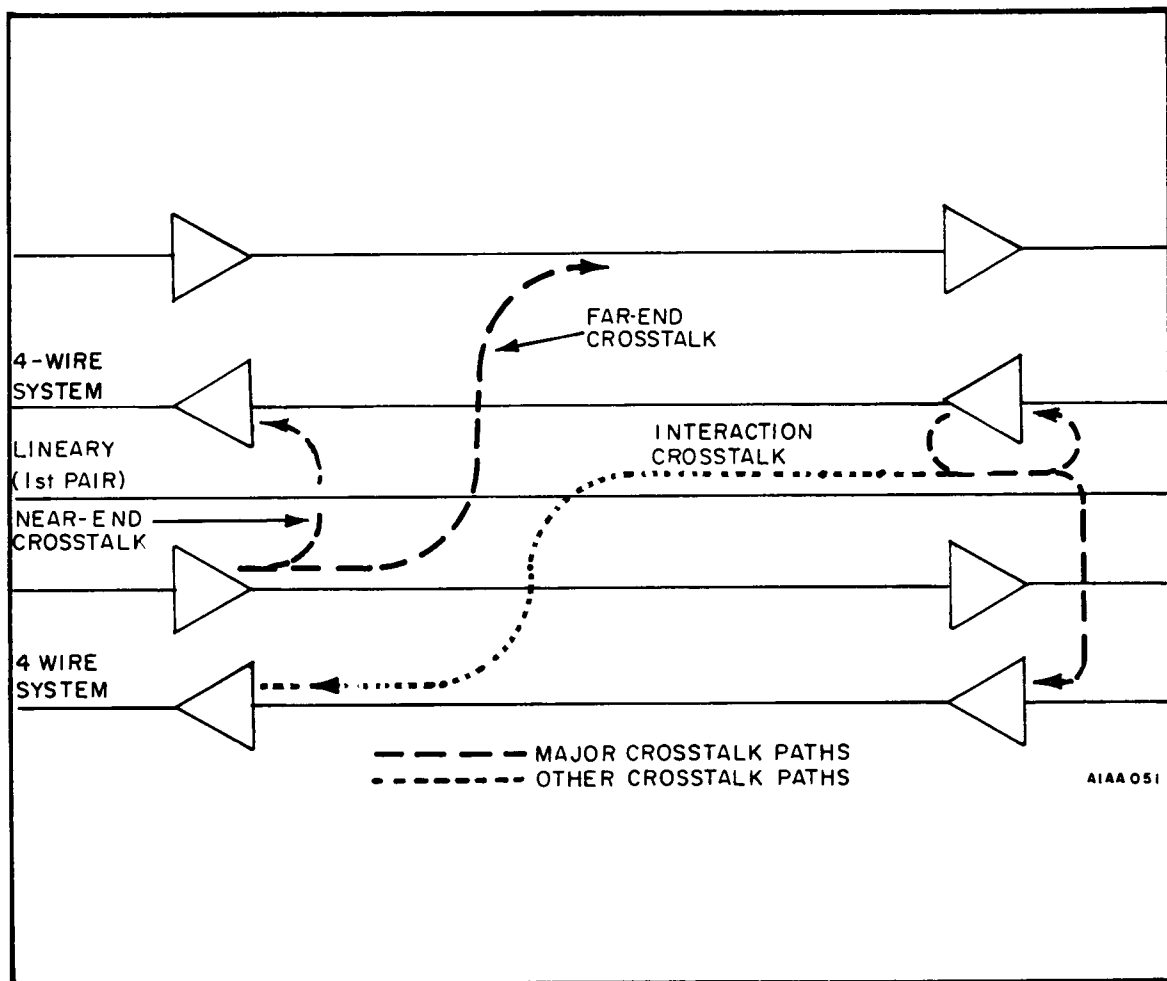 FAR-END
CROSSTALK
4-WIRE
SYSTEM
INTERACTION
CROSSTALK
LINEARY
(1st PAIR)
NEAR-END
CROSSTALK
4 WIRE
SYSTEM
MAJOR CROSSTALK PATHS
OTHER CROSSTALK PATHS
A1AA051